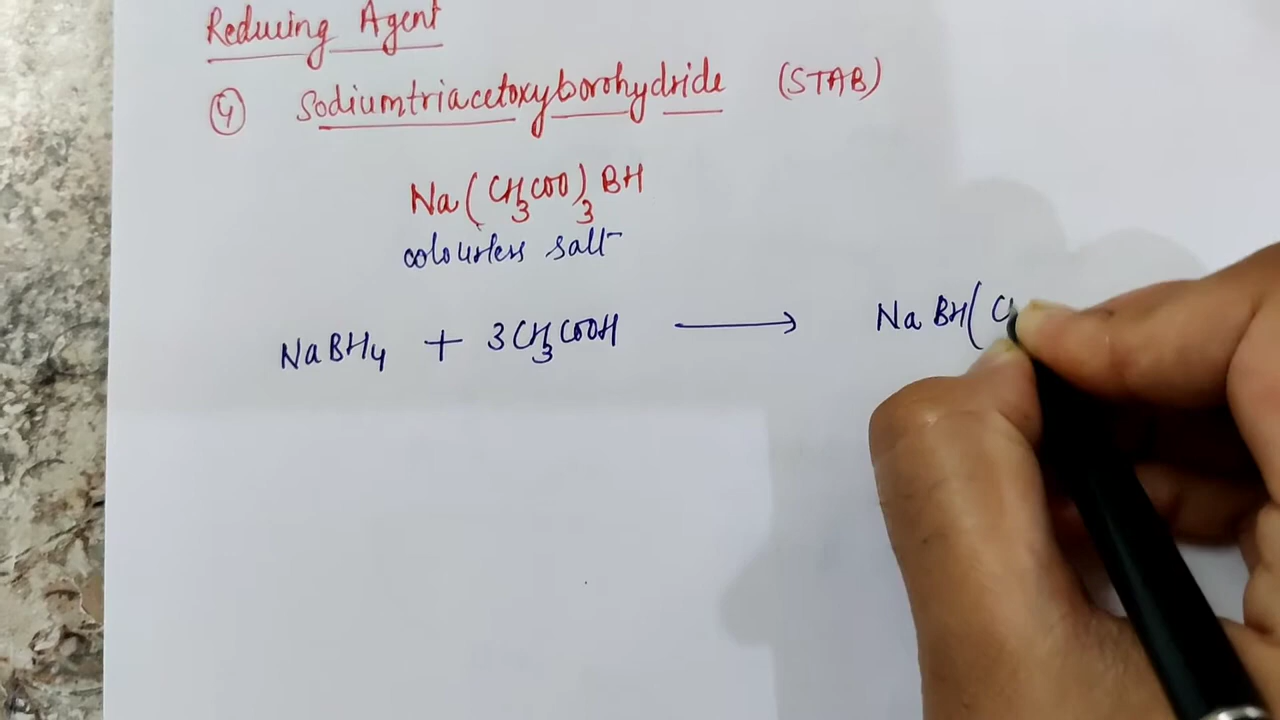 Reducing Agent
④ Sodiumtriacetoxyborohydride (STAB)
Na(CH₃COO)₃BH
colourless salt
NaBH₄ + 3CH₃COOH ⟶ NaBH(C